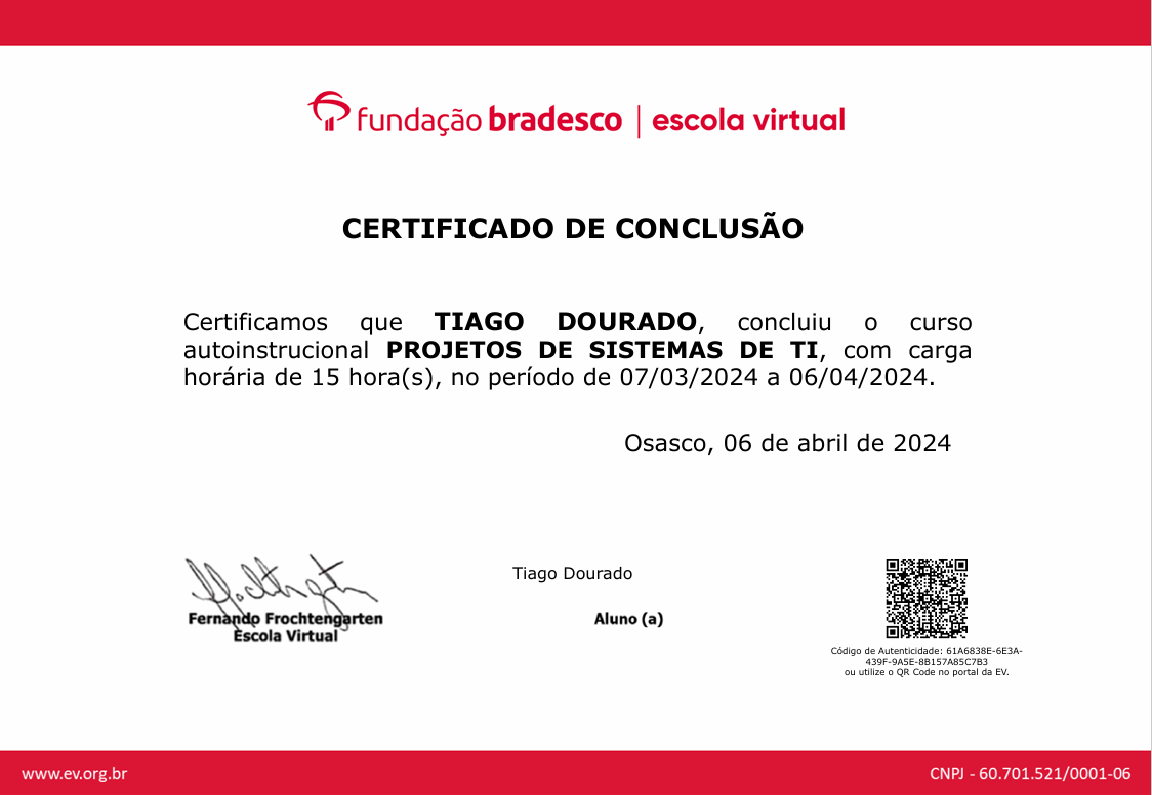 fundação bradesco | escola virtual
CERTIFICADO DE CONCLUSÃO
Certificamos que TIAGO DOURADO, concluiu o curso
autoinstrucional PROJETOS DE SISTEMAS DE TI, com carga
horária de 15 hora(s), no período de 07/03/2024 a 06/04/2024.
Osasco, 06 de abril de 2024
Fernando Frochtengarten
Escola Virtual
Tiago Dourado
Aluno (a)
Código de Autenticidade: 61A6838E-6E3A-
439F-9A5E-8B157A85C7B3
ou utilize o QR Code no portal da EV.
www.ev.org.br
CNPJ - 60.701.521/0001-06